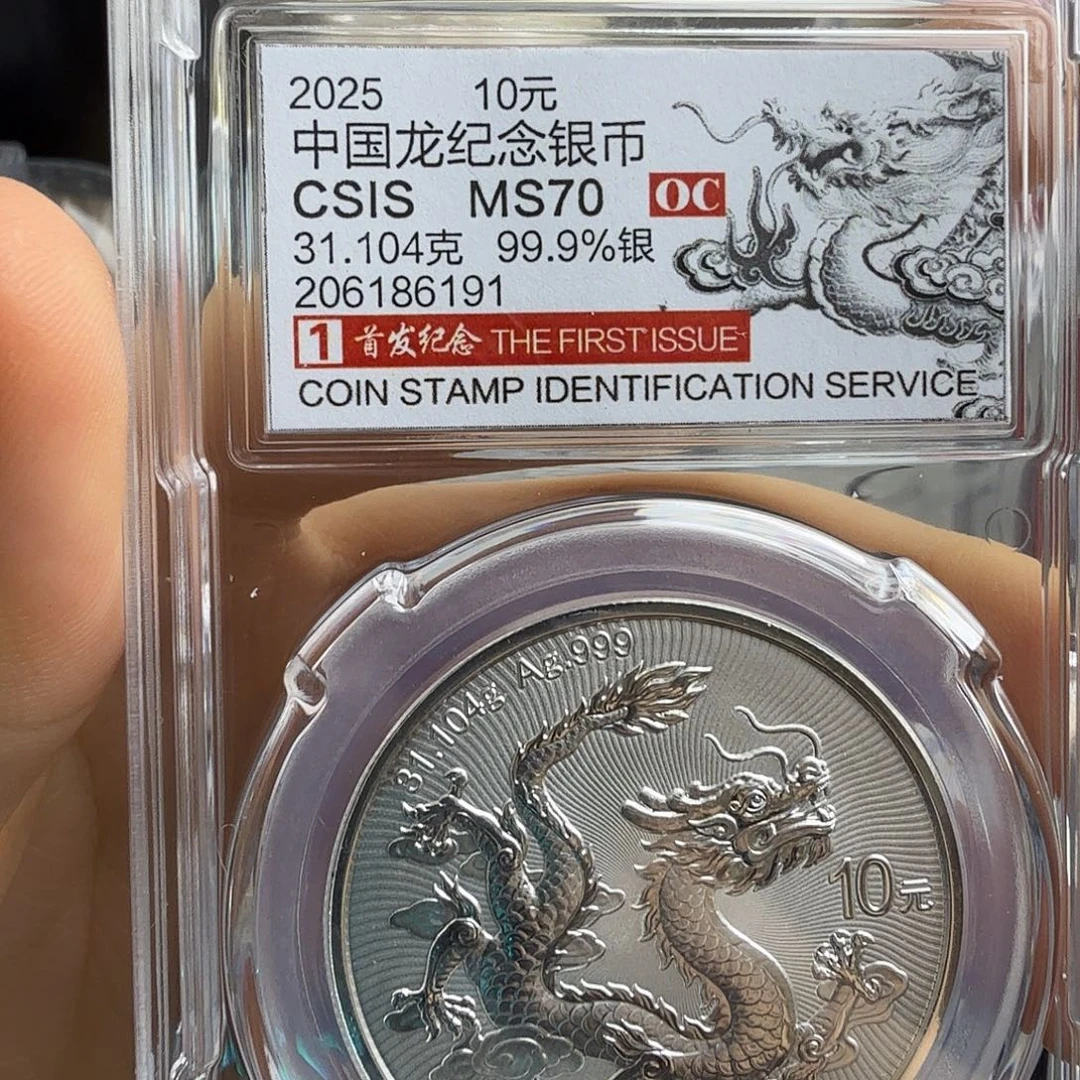 2025 10元
中国龙纪念银币
CSIS MS70 OC
31.104克 99.9%银
206186191
1 首发纪念 THE FIRST ISSUE
COIN STAMP IDENTIFICATION SERVICE
31.104g Ag.999
10元